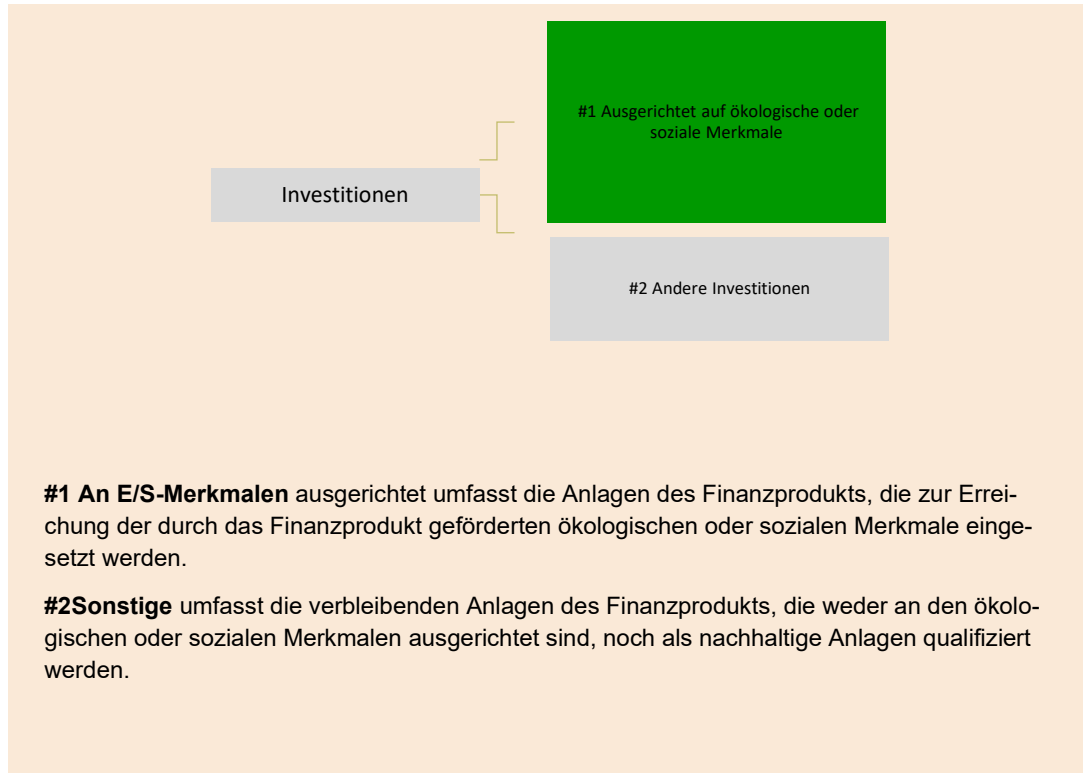 #1 Ausgerichtet auf ökologische oder
soziale Merkmale
Investitionen
#2 Andere Investitionen
#1 An E/S-Merkmalen ausgerichtet umfasst die Anlagen des Finanzprodukts, die zur Errei-
chung der durch das Finanzprodukt geförderten ökologischen oder sozialen Merkmale einge-
setzt werden.
#2Sonstige umfasst die verbleibenden Anlagen des Finanzprodukts, die weder an den ökolo-
gischen oder sozialen Merkmalen ausgerichtet sind, noch als nachhaltige Anlagen qualifiziert
werden.